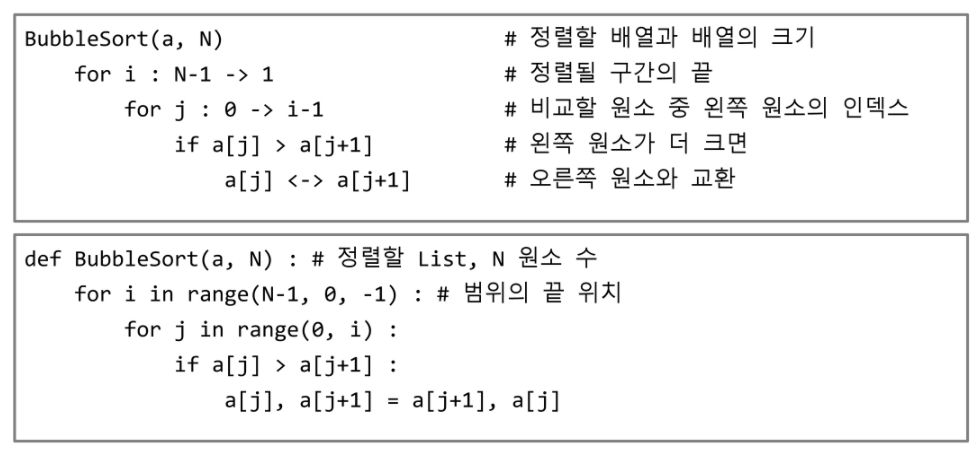 BubbleSort(a, N) # 정렬할 배열과 배열의 크기
for i : N-1 -> 1 # 정렬될 구간의 끝
for j : 0 -> i-1 # 비교할 원소 중 왼쪽 원소의 인덱스
if a[j] > a[j+1] # 왼쪽 원소가 더 크면
a[j] <-> a[j+1] # 오른쪽 원소와 교환
def BubbleSort(a, N) : # 정렬할 List, N 원소 수
for i in range(N-1, 0, -1) : # 범위의 끝 위치
for j in range(0, i) :
if a[j] > a[j+1] :
a[j], a[j+1] = a[j+1], a[j]